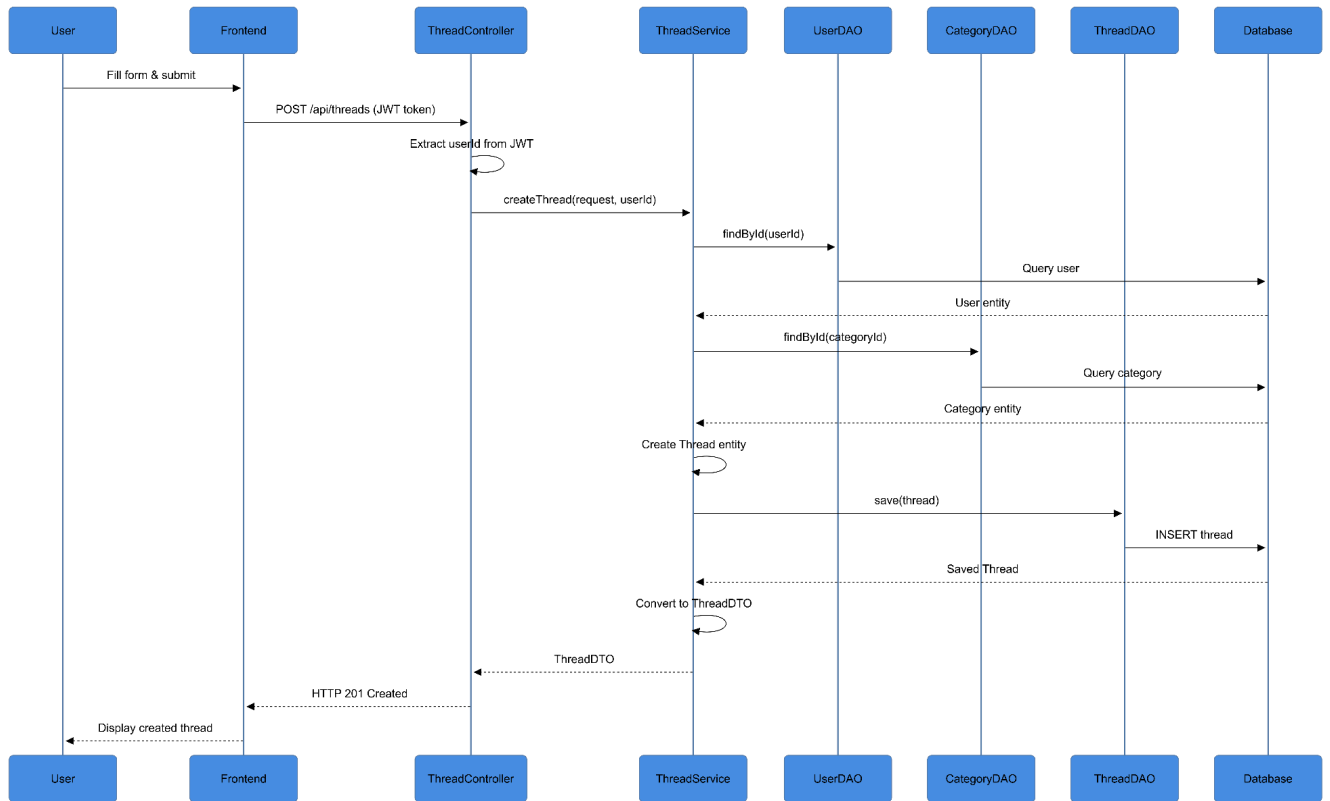 User
Frontend
ThreadController
ThreadService
UserDAO
CategoryDAO
ThreadDAO
Database
Fill form & submit
POST /api/threads (JWT token)
Extract userId from JWT
createThread(request, userId)
findById(userId)
Query user
User entity
findById(categoryId)
Query category
Category entity
Create Thread entity
save(thread)
INSERT thread
Saved Thread
Convert to ThreadDTO
ThreadDTO
HTTP 201 Created
Display created thread
User
Frontend
ThreadController
ThreadService
UserDAO
CategoryDAO
ThreadDAO
Database